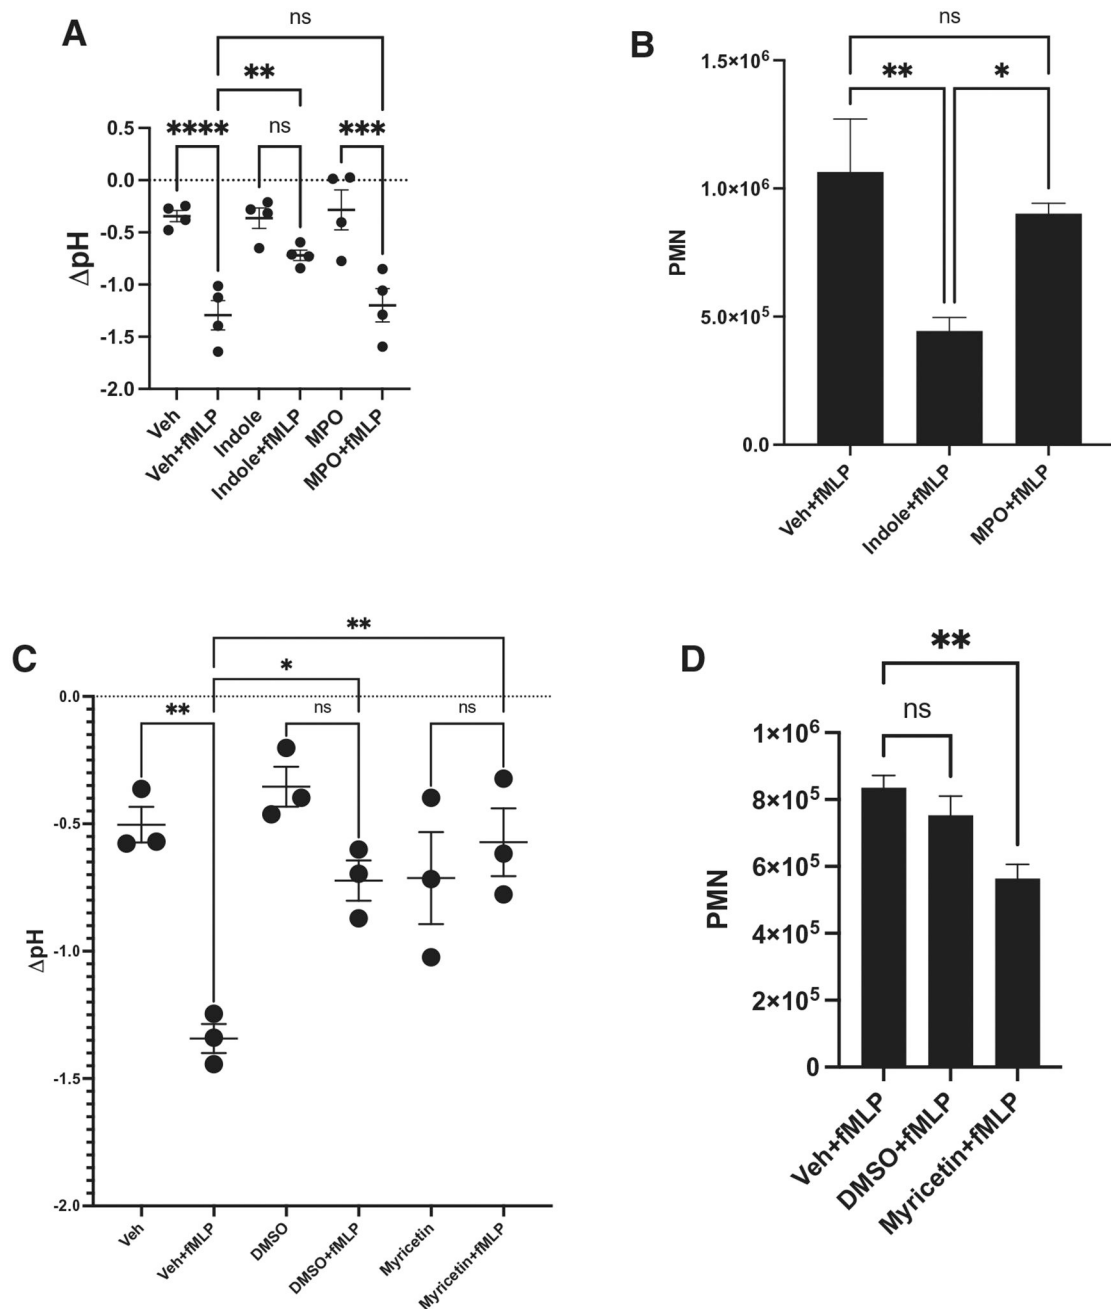 A
ns
**
**** ns ***
0.5
0.0
-0.5
-1.0
-1.5
-2.0
ΔpH
Veh
Veh+fMLP
Indole
Indole+fMLP
MPO
MPO+fMLP
B
ns
** *
1.5×10⁶
1.0×10⁶
5.0×10⁵
0.0
PMN
Veh+fMLP
Indole+fMLP
MPO+fMLP
C
**
*
** ns ns
0.0
-0.5
-1.0
-1.5
-2.0
ΔpH
Veh
Veh+fMLP
DMSO
DMSO+fMLP
Myricetin
Myricetin+fMLP
D
**
ns
1×10⁶
8×10⁵
6×10⁵
4×10⁵
2×10⁵
0
PMN
Veh+fMLP
DMSO+fMLP
Myricetin+fMLP